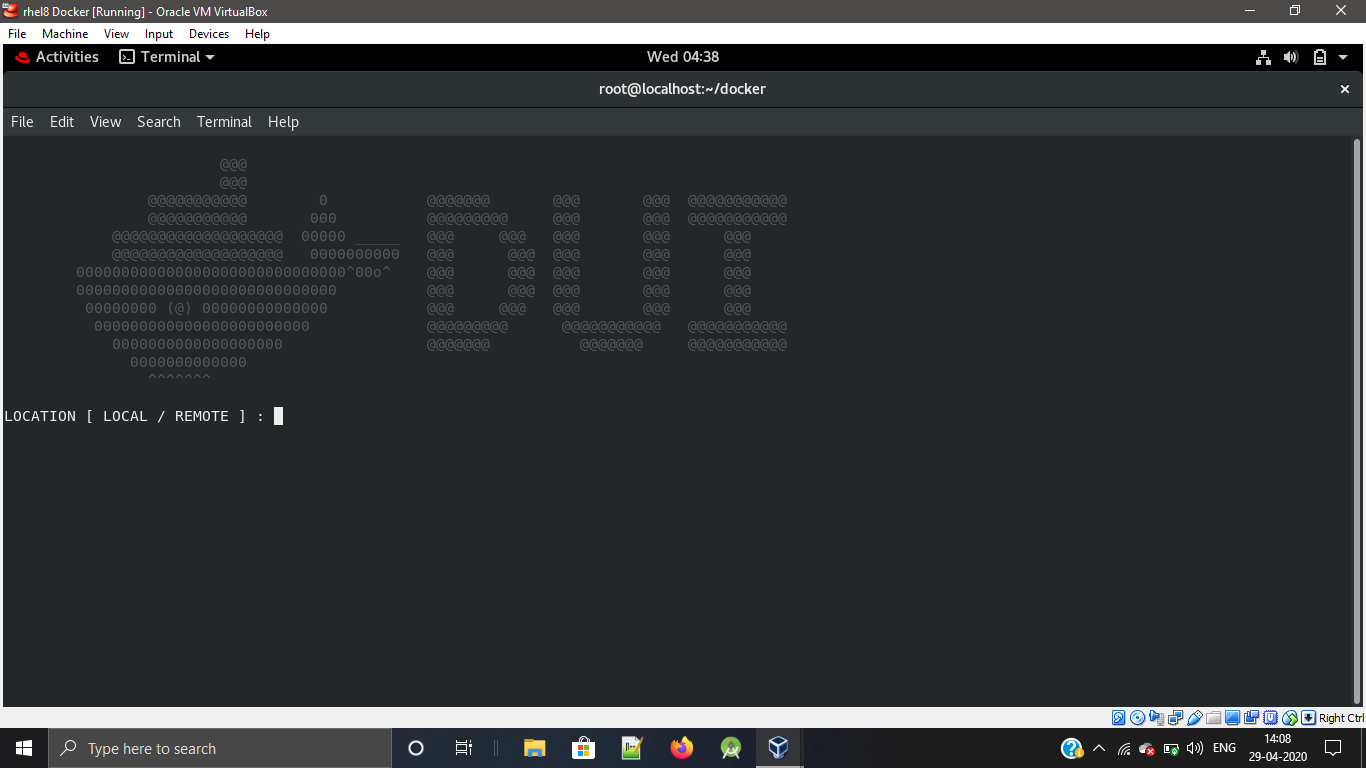 rhel8 Docker [Running] - Oracle VM VirtualBox
File Machine View Input Devices Help
Activities Terminal Wed 04:38
root@localhost:~/docker
File Edit View Search Terminal Help
                        @@@
                        @@@
                @@@@@@@@@@@        0           @@@@@@@       @@@       @@@  @@@@@@@@@@@
                @@@@@@@@@@@       000          @@@@@@@@@     @@@       @@@  @@@@@@@@@@@
            @@@@@@@@@@@@@@@@@@@  00000 _____   @@@     @@@   @@@       @@@      @@@
            @@@@@@@@@@@@@@@@@@@   0000000000   @@@      @@@  @@@       @@@      @@@
        000000000000000000000000000000^00o^    @@@      @@@  @@@       @@@      @@@
        00000000000000000000000000000          @@@      @@@  @@@       @@@      @@@
         00000000 (@) 00000000000000           @@@     @@@   @@@       @@@      @@@
          000000000000000000000000             @@@@@@@@@      @@@@@@@@@@@   @@@@@@@@@@@
            0000000000000000000                @@@@@@@          @@@@@@@     @@@@@@@@@@@
              0000000000000
                ^^^^^^^
LOCATION [ LOCAL / REMOTE ] :
Right Ctrl
Type here to search
ENG
14:08
29-04-2020